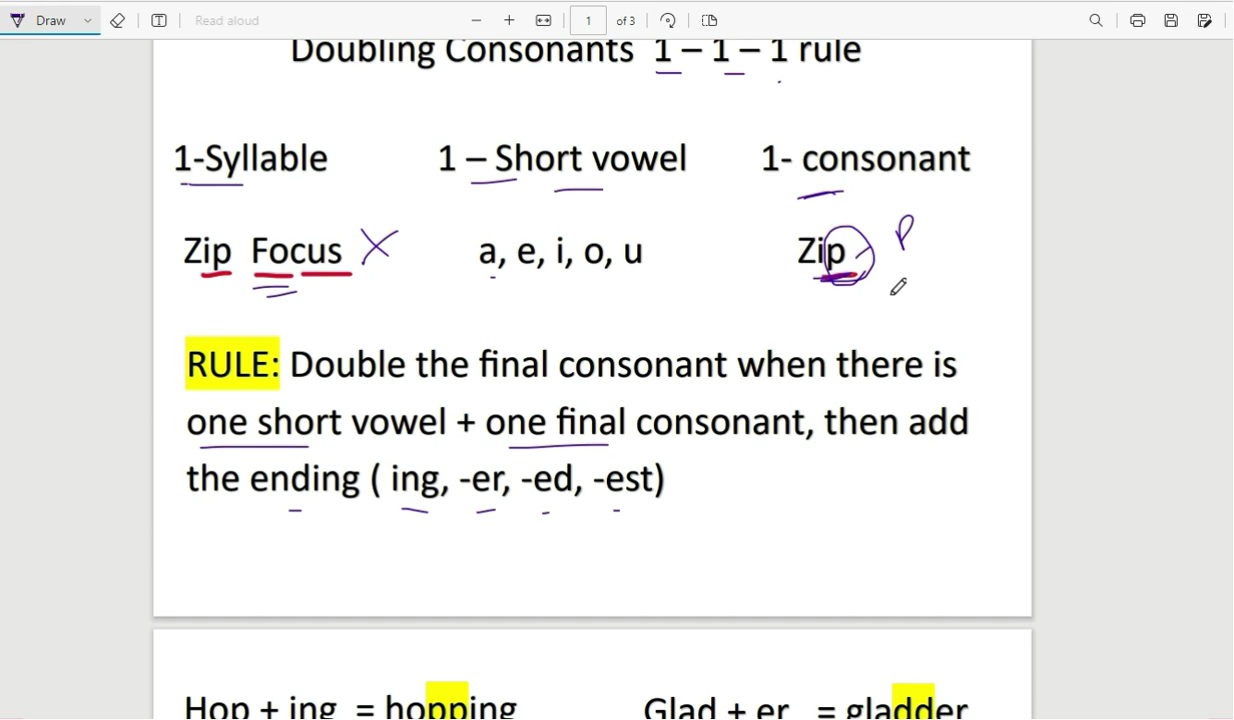 Draw Read aloud 1 of 3
Doubling Consonants 1 – 1 – 1 rule
1-Syllable 1 – Short vowel 1- consonant
Zip Focus X a, e, i, o, u Zip P
RULE: Double the final consonant when there is
one short vowel + one final consonant, then add
the ending ( ing, -er, -ed, -est)
Hop + ing = hopping Glad + er = gladder